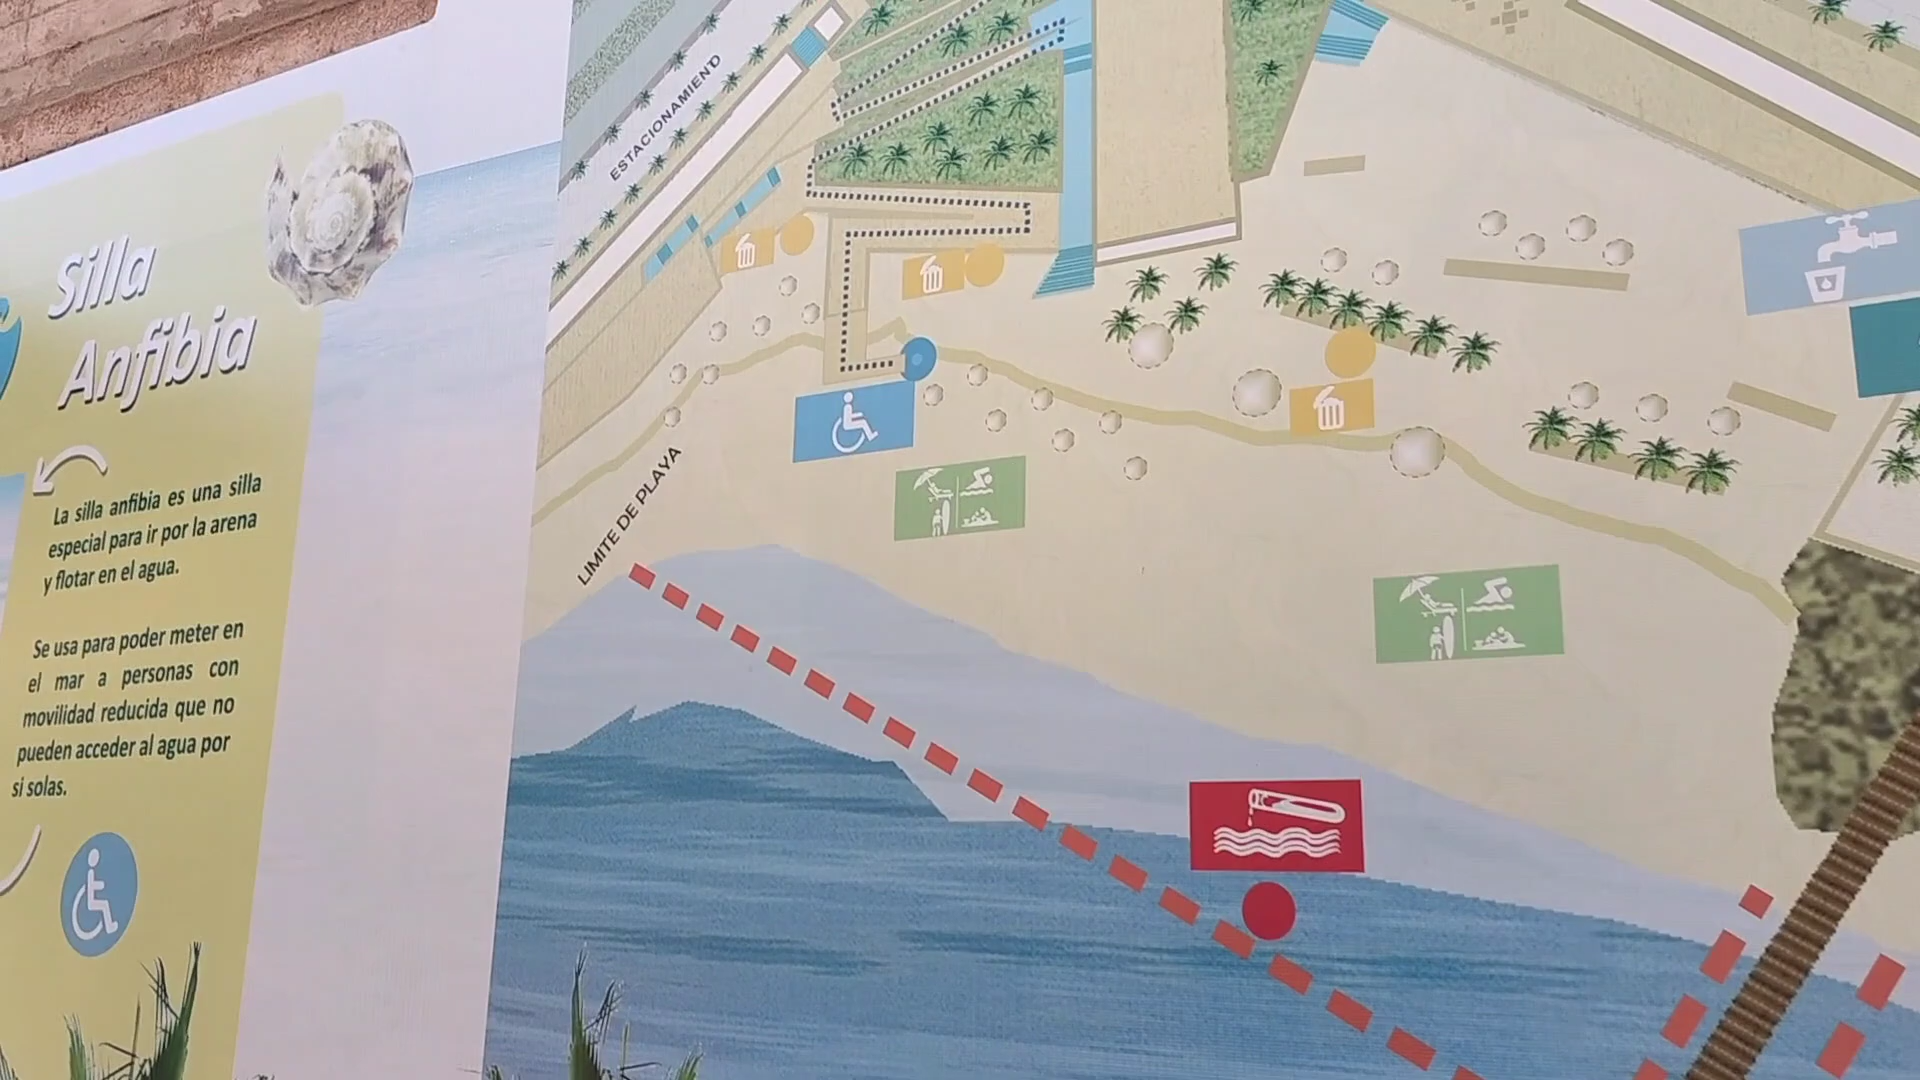 Silla
Anfibia
La silla anfibia es una silla
especial para ir por la arena
y flotar en el agua.
Se usa para poder meter en
el mar a personas con
movilidad reducida que no
pueden acceder al agua por
si solas.
ESTACIONAMIENTO
LIMITE DE PLAYA